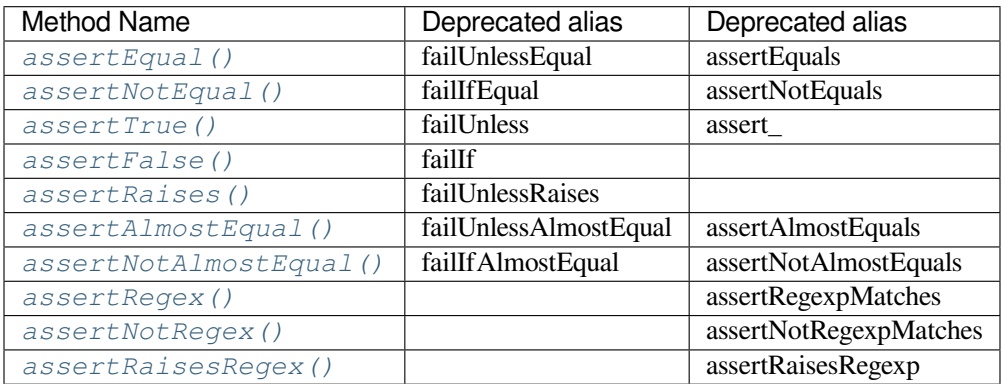 Method Name Deprecated alias Deprecated alias
assertEqual() failUnlessEqual assertEquals
assertNotEqual() failIfEqual assertNotEquals
assertTrue() failUnless assert_
assertFalse() failIf
assertRaises() failUnlessRaises
assertAlmostEqual() failUnlessAlmostEqual assertAlmostEquals
assertNotAlmostEqual() failIfAlmostEqual assertNotAlmostEquals
assertRegex() assertRegexpMatches
assertNotRegex() assertNotRegexpMatches
assertRaisesRegex() assertRaisesRegexp